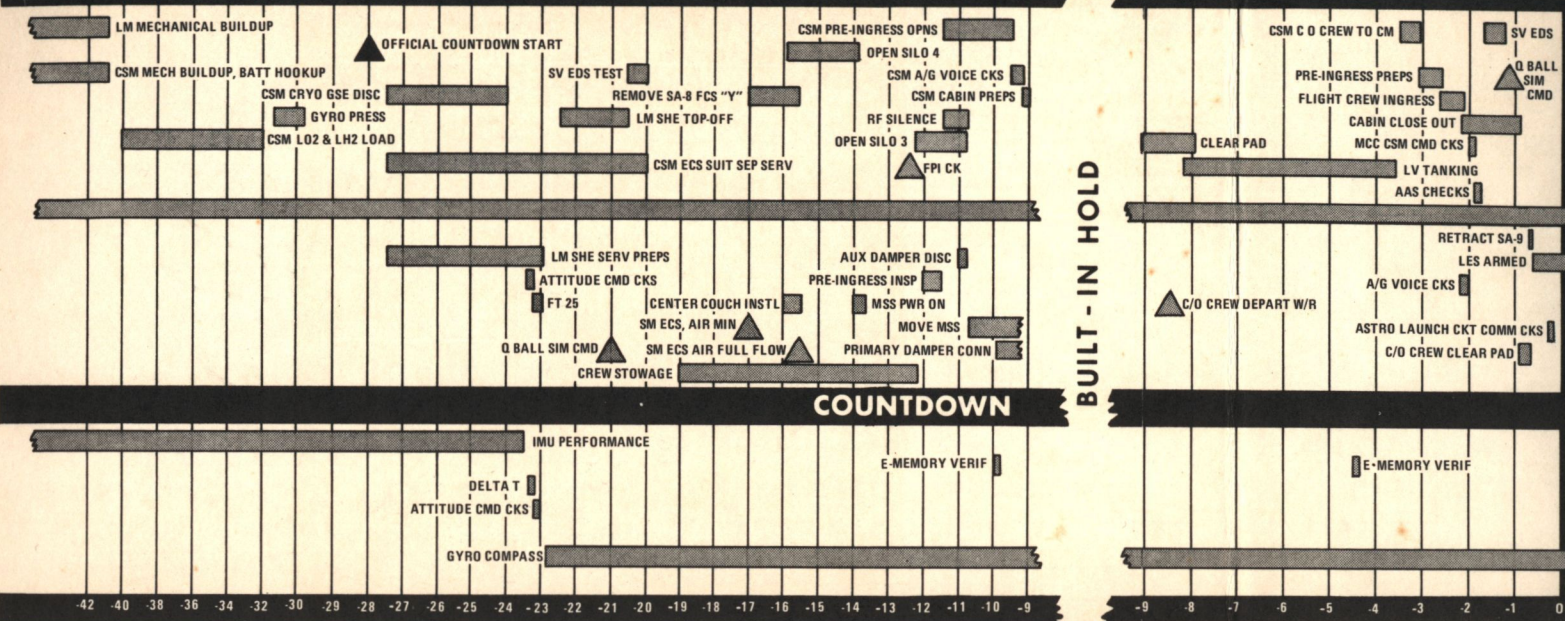 LM MECHANICAL BUILDUP
OFFICIAL COUNTDOWN START
CSM MECH BUILDUP, BATT HOOKUP
CSM CRYO GSE DISC
GYRO PRESS
CSM LO2 & LH2 LOAD
SV EDS TEST
REMOVE SA-8 FCS "Y"
LM SHE TOP-OFF
CSM ECS SUIT SEP SERV
CSM PRE-INGRESS OPNS
OPEN SILO 4
CSM A/G VOICE CKS
CSM CABIN PREPS
RF SILENCE
OPEN SILO 3
FPI CK
LM SHE SERV PREPS
ATTITUDE CMD CKS
FT 25
CENTER COUCH INSTL
SM ECS, AIR MIN
Q BALL SIM CMD
SM ECS AIR FULL FLOW
CREW STOWAGE
AUX DAMPER DISC
PRE-INGRESS INSP
MSS PWR ON
MOVE MSS
PRIMARY DAMPER CONN
COUNTDOWN
IMU PERFORMANCE
E-MEMORY VERIF
DELTA T
ATTITUDE CMD CKS
GYRO COMPASS
-42 -40 -38 -36 -34 -32 -30 -28 -27 -26 -25 -24 -23 -22 -21 -20 -19 -18 -17 -16 -15 -14 -13 -12 -11 -10 -9
BUILT-IN HOLD
CSM C O CREW TO CM
SV EDS
Q BALL
SIM
CMD
PRE-INGRESS PREPS
FLIGHT CREW INGRESS
CABIN CLOSE OUT
CLEAR PAD
MCC CSM CMD CKS
LV TANKING
AAS CHECKS
RETRACT SA-9
LES ARMED
A/G VOICE CKS
C/O CREW DEPART W/R
ASTRO LAUNCH CKT COMM CKS
C/O CREW CLEAR PAD
E-MEMORY VERIF
-9 -8 -7 -6 -5 -4 -3 -2 -1 0